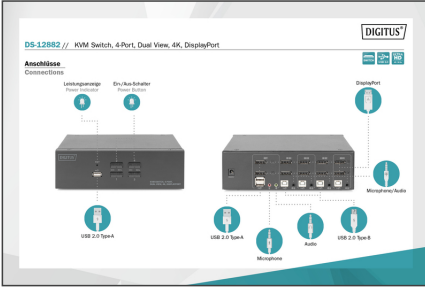 DIGITUS®
DS-12882 // KVM Switch, 4-Port, Dual View, 4K, DisplayPort
Anschlüsse
Connections
Leistungsanzeige
Power Indicator
Ein-/Aus-Schalter
Power Button
DisplayPort
DIGITUS
Microphone/Audio
USB 2.0 Type-A
USB 2.0 Type-A
Microphone
Audio
USB 2.0 Type-B